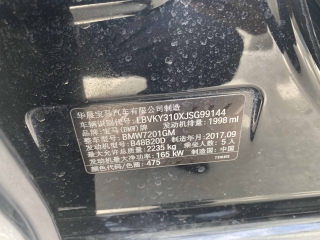 华晨宝马汽车有限公司制造
车辆识别代号: LBVKY310XJSG99144
发动机排量: 1998 ml
品牌: 宝马(BMW)牌
整车型号: BMW7201GM
发动机型号: B48B20D 制造年月: 2017.09
最大允许总质量: 2235 kg 乘坐人数: 5 人
发动机最大净功率: 165 kW 制造国: 中国
颜色代码/色图: 475